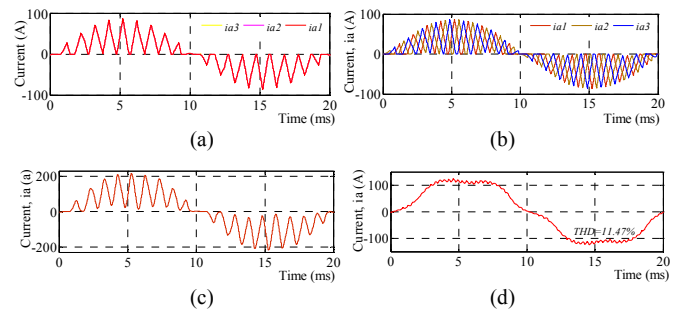 Current (A)
100
0
-100
ia3 ia2 ia1
0 5 10 15 20
Time (ms)
(a)
Current, ia (A)
100
0
-100
ia1 ia2 ia3
0 5 10 15 20
Time (ms)
(b)
Current, ia (a)
200
0
-200
0 5 10 15 20
Time (ms)
(c)
Current, ia (A)
100
0
-100
THD=11.47%
0 5 10 15 20
Time (ms)
(d)